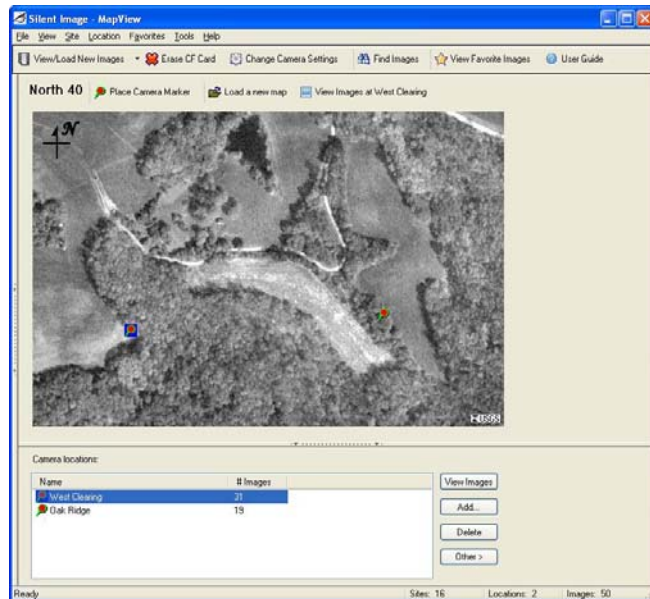 Silent Image - MapView
File View Site Location Favorites Tools Help
View/Load New Images Erase CF Card Change Camera Settings Find Images View Favorite Images User Guide
North 40 Place Camera Marker Load a new map View Images at West Clearing
N
USGS
Camera locations:
Name # Images
West Clearing 31
Oak Ridge 19
View Images
Add...
Delete
Other >
Ready Sites: 16 Locations: 2 Images: 50